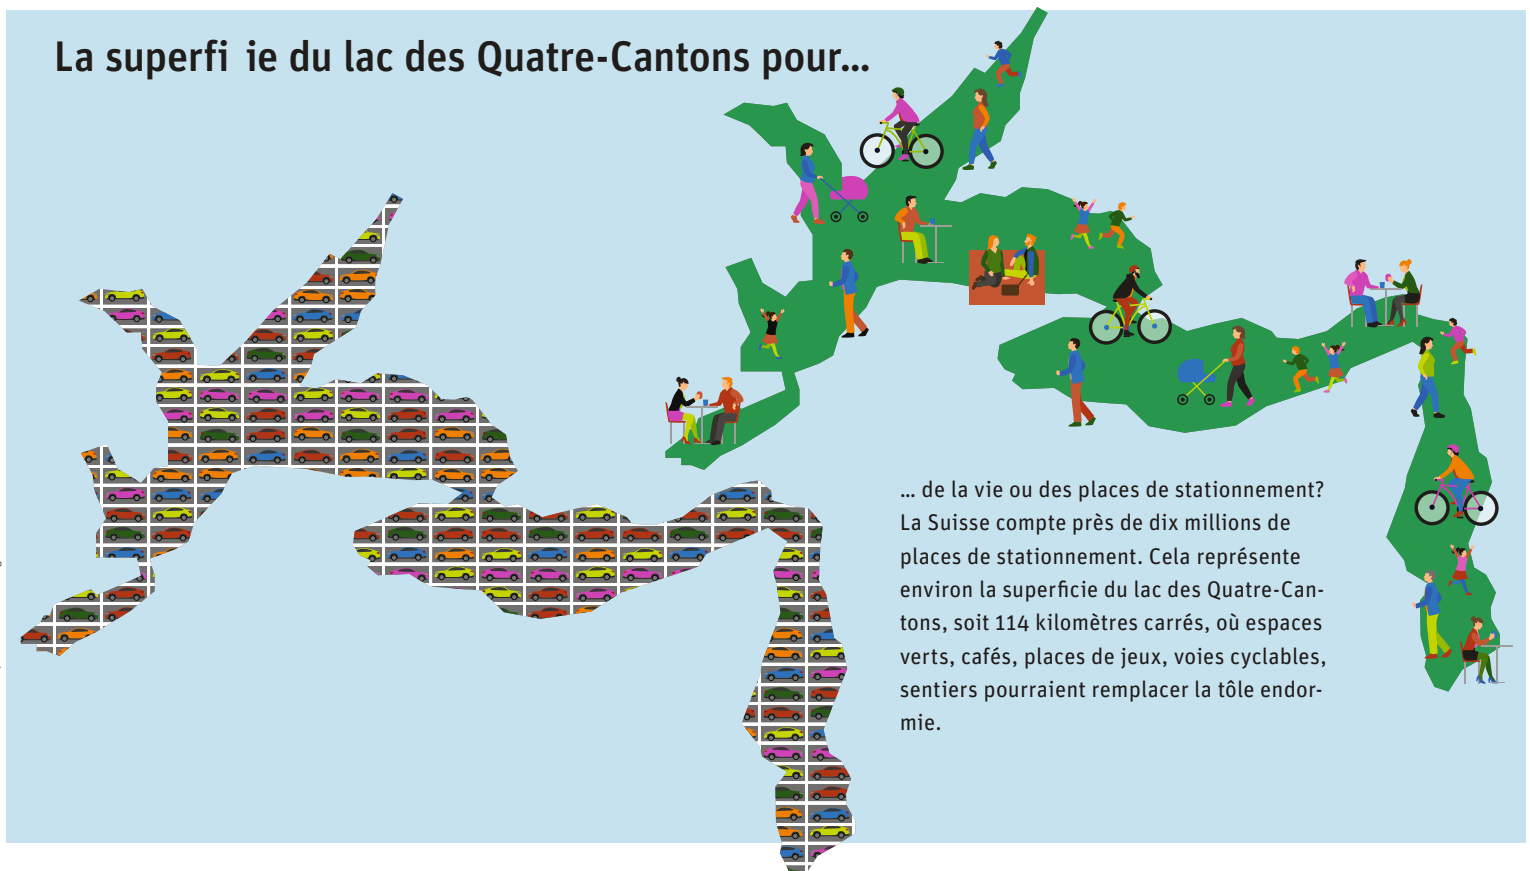 La superfi ie du lac des Quatre-Cantons pour...
... de la vie ou des places de stationnement?
La Suisse compte près de dix millions de
places de stationnement. Cela représente
environ la superficie du lac des Quatre-Can-
tons, soit 114 kilomètres carrés, où espaces
verts, cafés, places de jeux, voies cyclables,
sentiers pourraient remplacer la tôle endor-
mie.